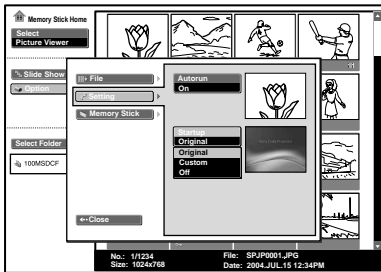 Memory Stick Home
Select
Picture Viewer
Slide Show
Option
Select Folder
100MSDCF
File
Setting
Memory Stick
Close
Autorun
On
Startup
Original
Original
Custom
Off
No.: 1/1234
Size: 1024x768
File: SPJP0001.JPG
Date: 2004.JUL.15 12:34PM